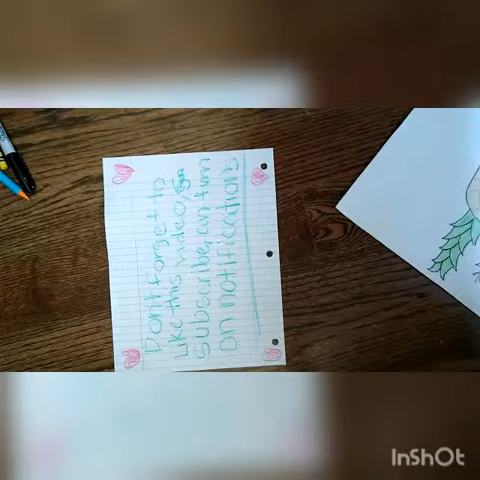 Don't forget to
Like this video,
Subscribe, an turn
on notifications
InShOt